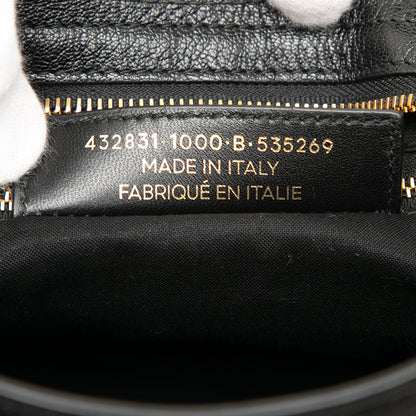 432831·1000·B·535269
MADE IN ITALY
FABRIQUÉ EN ITALIE